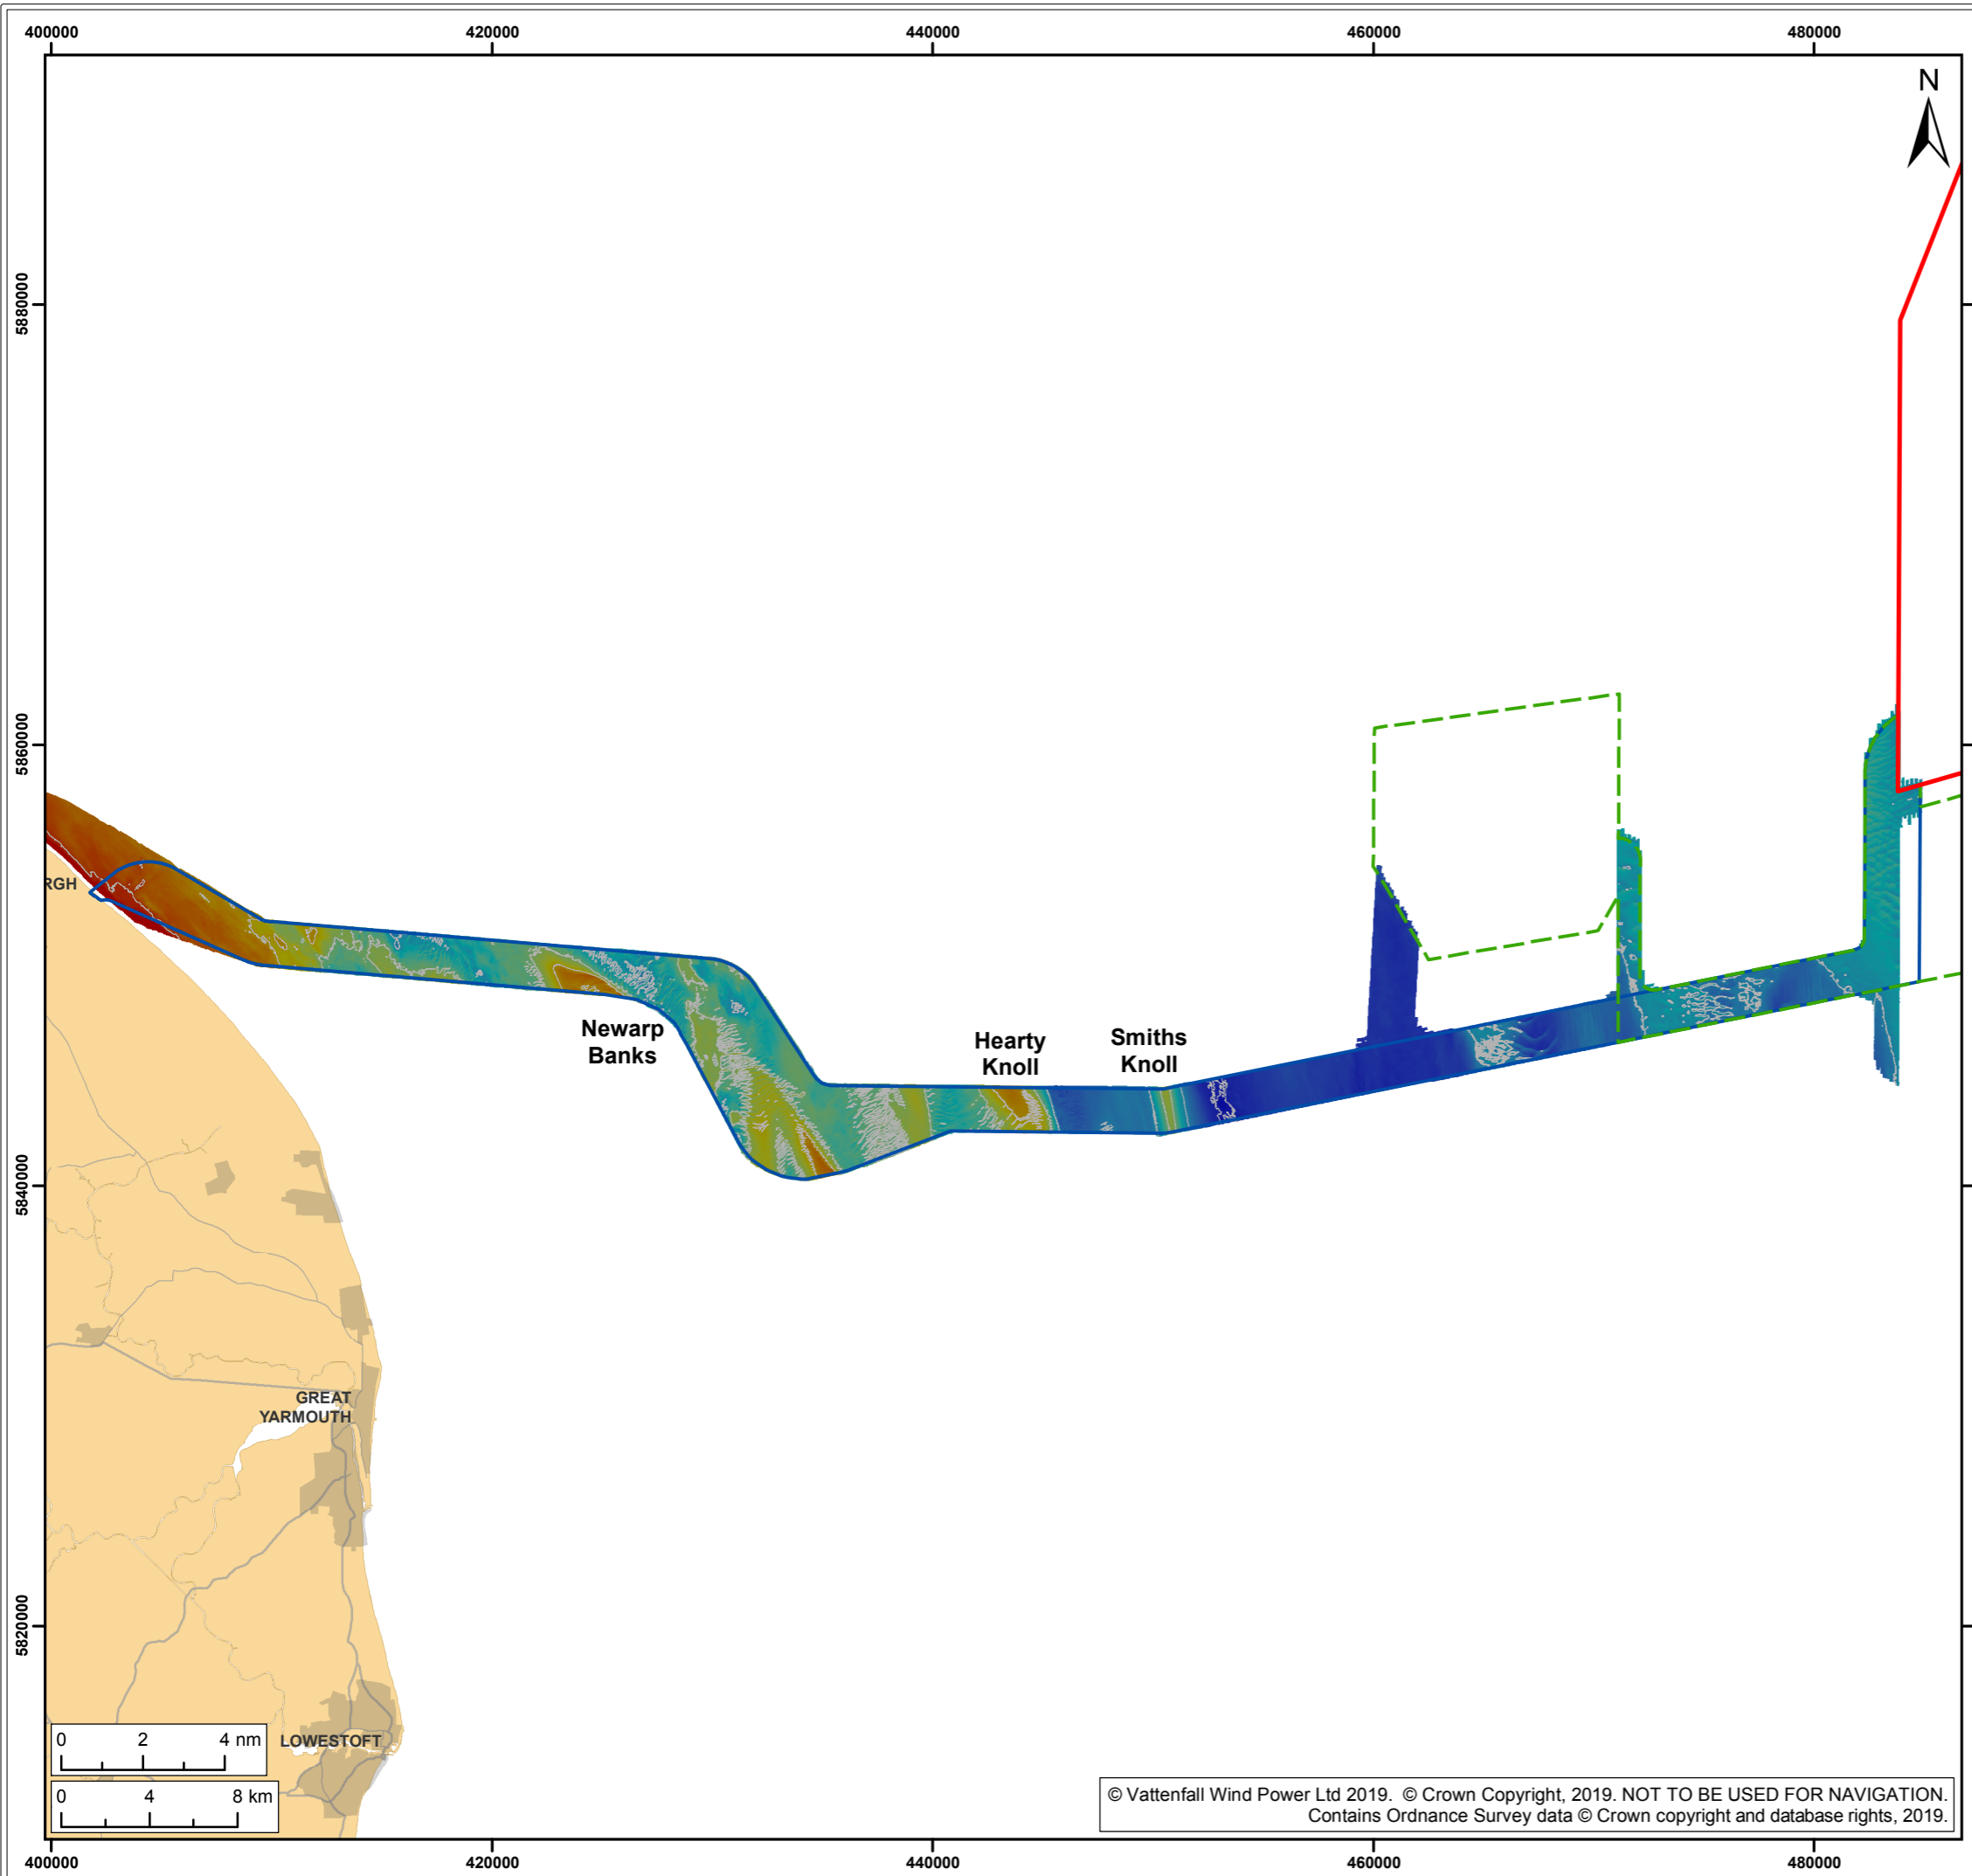 400000
420000
440000
460000
480000
N
5880000
5860000
5840000
5820000
RGH
Newarp
Banks
Hearty
Knoll
Smiths
Knoll
GREAT
YARMOUTH
LOWESTOFT
0 2 4 nm
0 4 8 km
© Vattenfall Wind Power Ltd 2019. © Crown Copyright, 2019. NOT TO BE USED FOR NAVIGATION.
Contains Ordnance Survey data © Crown copyright and database rights, 2019.
400000
420000
440000
460000
480000